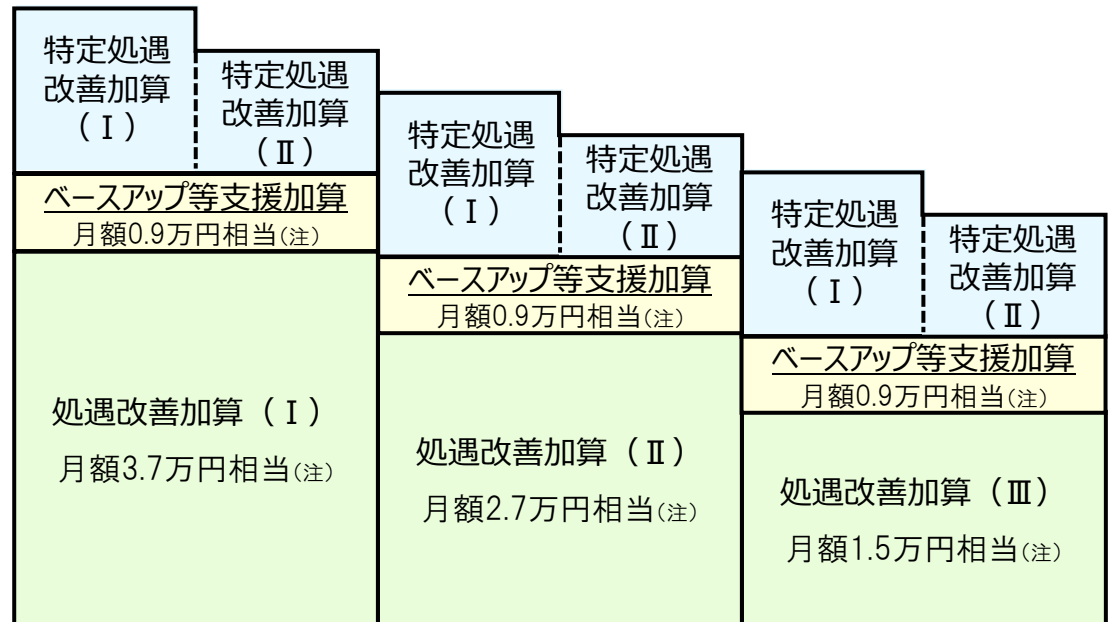 特定処遇
改善加算
（Ⅰ）
特定処遇
改善加算
（Ⅱ）
ベースアップ等支援加算
月額0.9万円相当(注)
処遇改善加算（Ⅰ）
月額3.7万円相当(注)
特定処遇
改善加算
（Ⅰ）
特定処遇
改善加算
（Ⅱ）
ベースアップ等支援加算
月額0.9万円相当(注)
処遇改善加算（Ⅱ）
月額2.7万円相当(注)
特定処遇
改善加算
（Ⅰ）
特定処遇
改善加算
（Ⅱ）
ベースアップ等支援加算
月額0.9万円相当(注)
処遇改善加算（Ⅲ）
月額1.5万円相当(注)